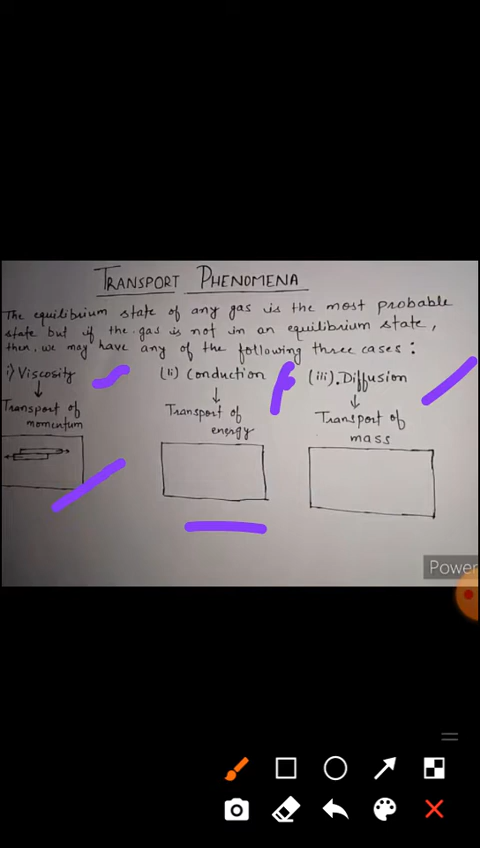 TRANSPORT PHENOMENA
The equilibrium state of any gas is the most probable
state but if the gas is not in an equilibrium state,
then, we may have any of the following three cases:
i) Viscosity (ii) Conduction (iii). Diffusion
Transport of Transport of Transport of
momentum energy mass
Power